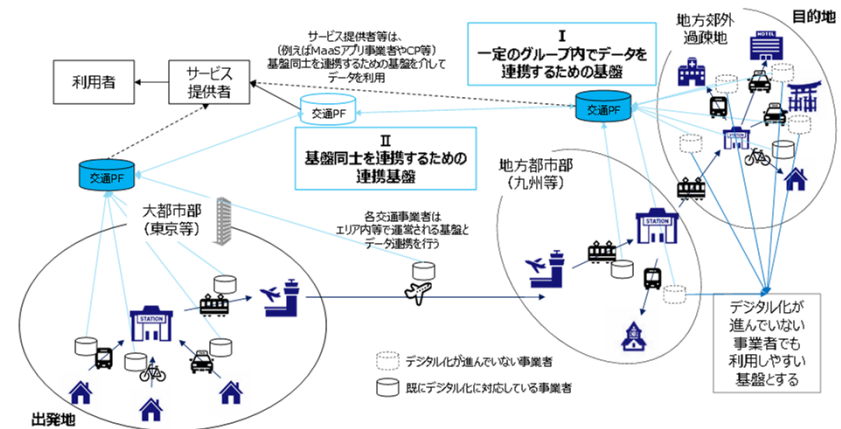 サービス提供者等は、
（例えばMaaSアプリ事業者やCP等）
基盤同士を連携するための基盤を介して
データを利用
Ⅰ
一定のグループ内でデータを
連携するための基盤
地方郊外
過疎地
目的地
HOTEL
利用者
サービス
提供者
交通PF
交通PF
Ⅱ
基盤同士を連携するための
連携基盤
交通PF
大都市部
（東京等）
各交通事業者は
エリア内等で運営される基盤と
データ連携を行う
地方都市部
（九州等）
STATION
STATION
STATION
デジタル化が
進んでいない
事業者でも
利用しやすい
基盤とする
デジタル化が進んでいない事業者
既にデジタル化に対応している事業者
出発地